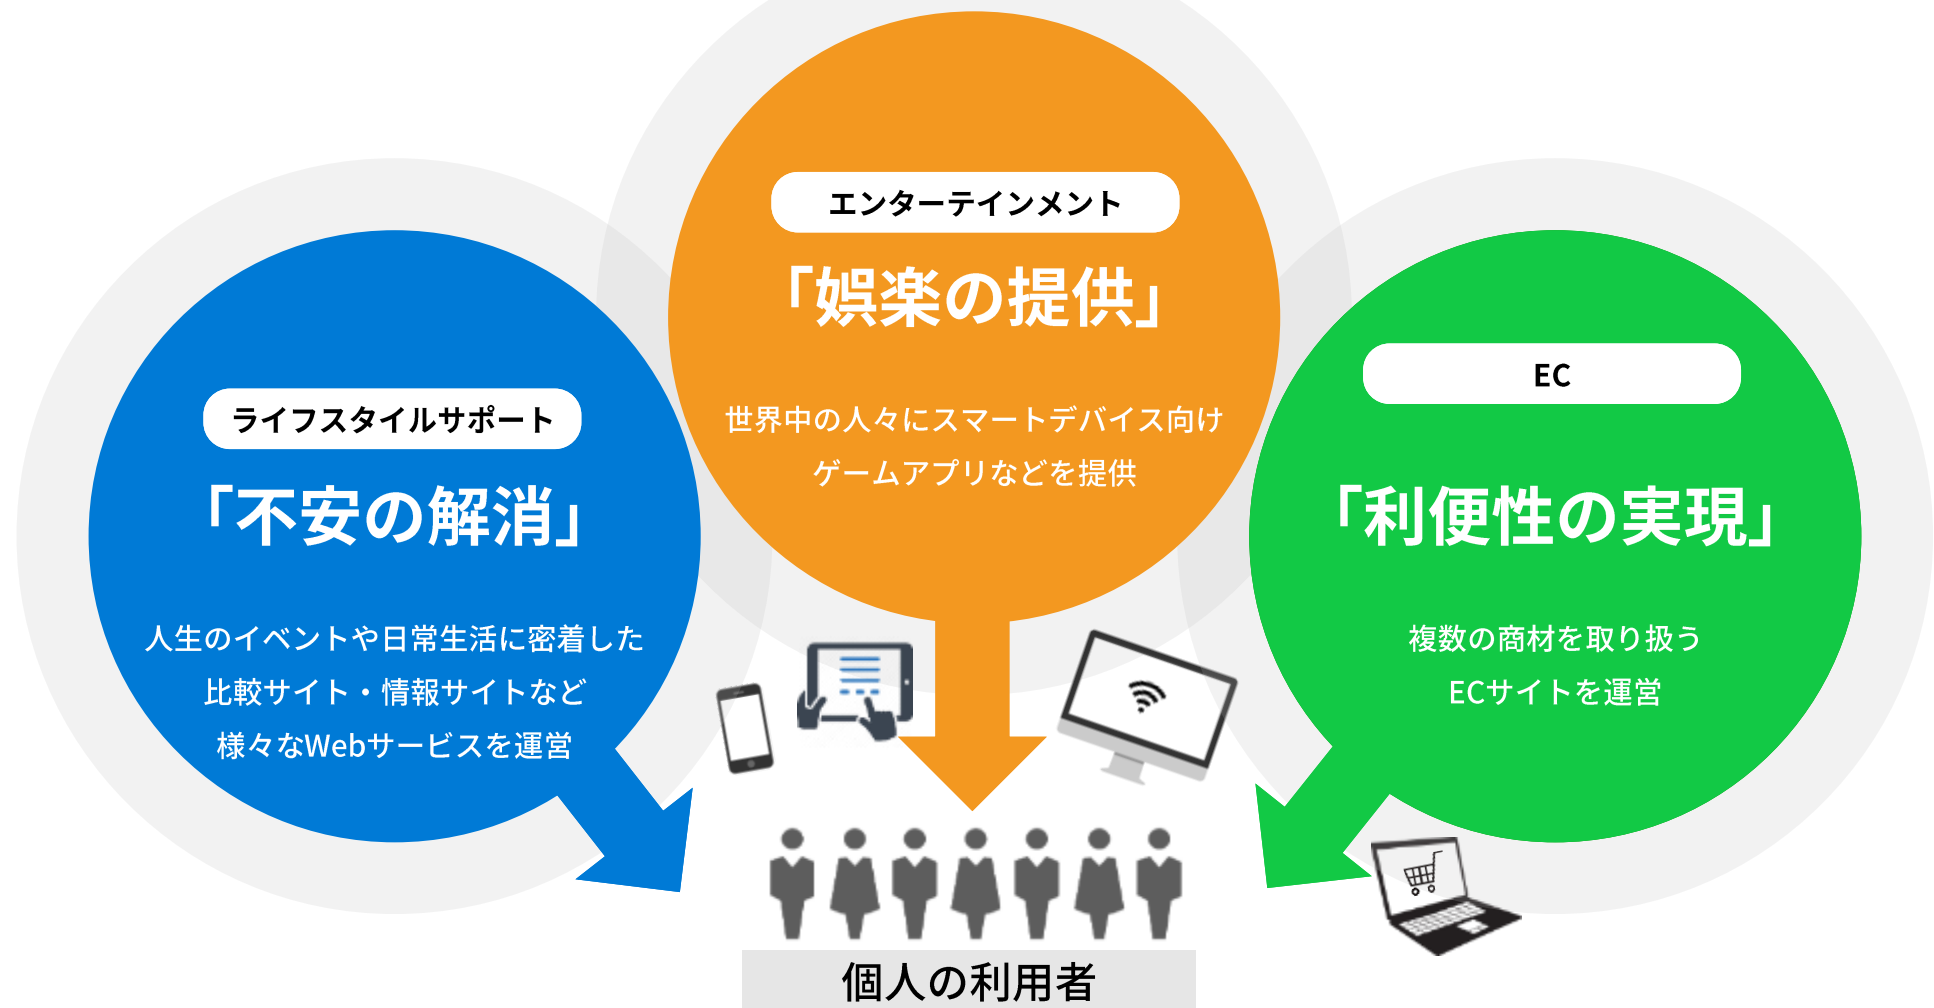 エンターテインメント
「娯楽の提供」
世界中の人々にスマートデバイス向け
ゲームアプリなどを提供
ライフスタイルサポート
「不安の解消」
人生のイベントや日常生活に密着した
比較サイト・情報サイトなど
様々なWebサービスを運営
EC
「利便性の実現」
複数の商材を取り扱う
ECサイトを運営
個人の利用者